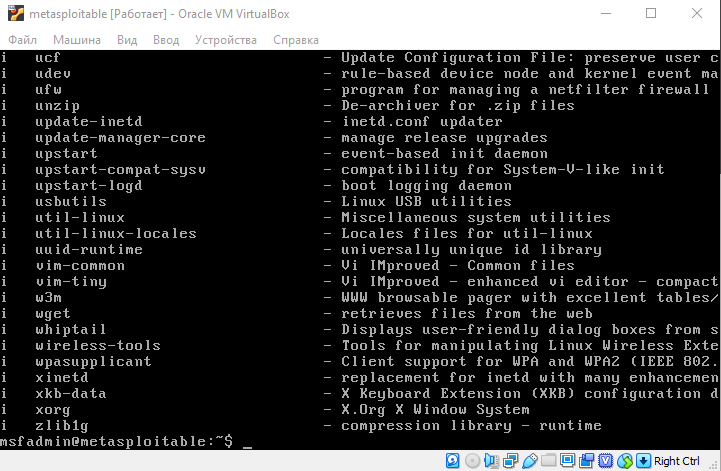 metasploitable [Работает] - Oracle VM VirtualBox
Файл Машина Вид Ввод Устройства Справка
i ucf - Update Configuration File: preserve user c
i udev - rule-based device node and kernel event ma
i ufw - program for managing a netfilter firewall
i unzip - De-archiver for .zip files
i update-inetd - inetd.conf updater
i update-manager-core - manage release upgrades
i upstart - event-based init daemon
i upstart-compat-sysv - compatibility for System-V-like init
i upstart-logd - boot logging daemon
i usbutils - Linux USB utilities
i util-linux - Miscellaneous system utilities
i util-linux-locales - Locales files for util-linux
i uuid-runtime - universally unique id library
i vim-common - Vi IMproved - Common files
i vim-tiny - Vi IMproved - enhanced vi editor - compact
i w3m - WWW browsable pager with excellent tables/
i wget - retrieves files from the web
i whiptail - Displays user-friendly dialog boxes from s
i wireless-tools - Tools for manipulating Linux Wireless Exte
i wpasupplicant - Client support for WPA and WPA2 (IEEE 802.
i xinetd - replacement for inetd with many enhancemen
i xkb-data - X Keyboard Extension (XKB) configuration d
i xorg - X.Org X Window System
i zlib1g - compression library - runtime
msfadmin@metasploitable:~$ _
Right Ctrl